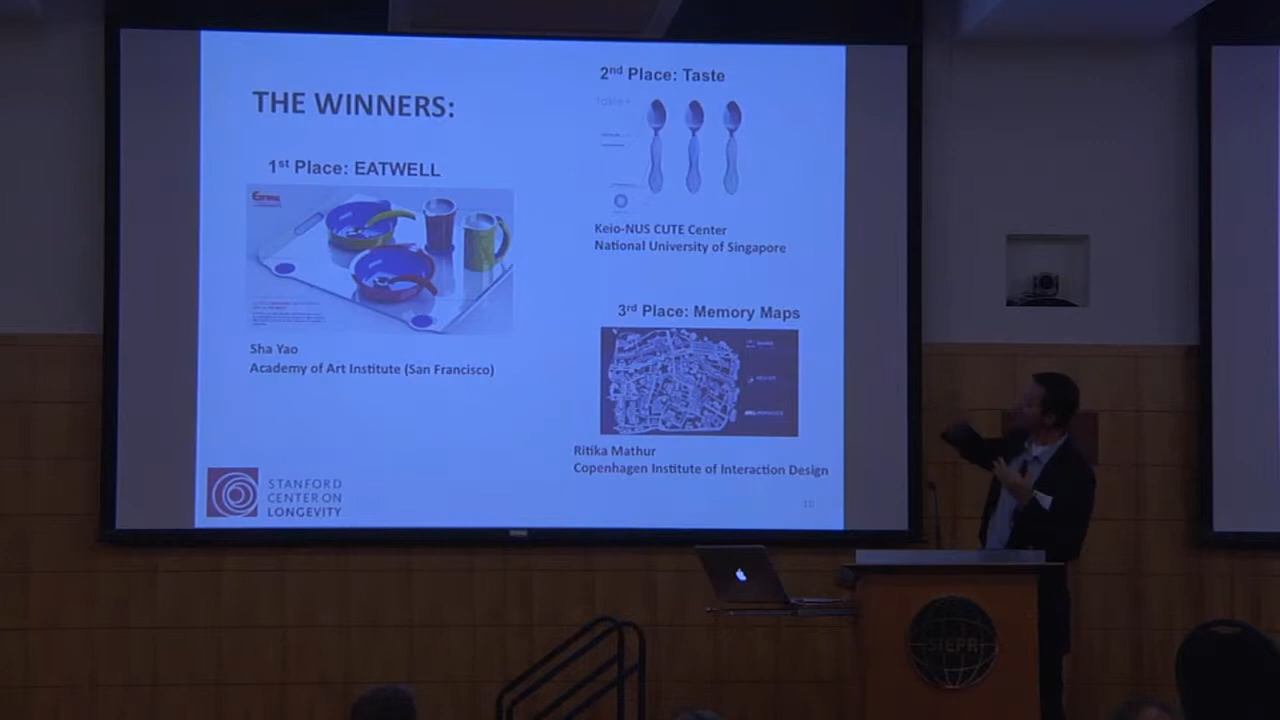 THE WINNERS:
1st Place: EATWELL
Sha Yao
Academy of Art Institute (San Francisco)
2nd Place: Taste
Keio-NUS CUTE Center
National University of Singapore
3rd Place: Memory Maps
Ritika Mathur
Copenhagen Institute of Interaction Design
STANFORD
CENTER ON
LONGEVITY
10
SIEPR